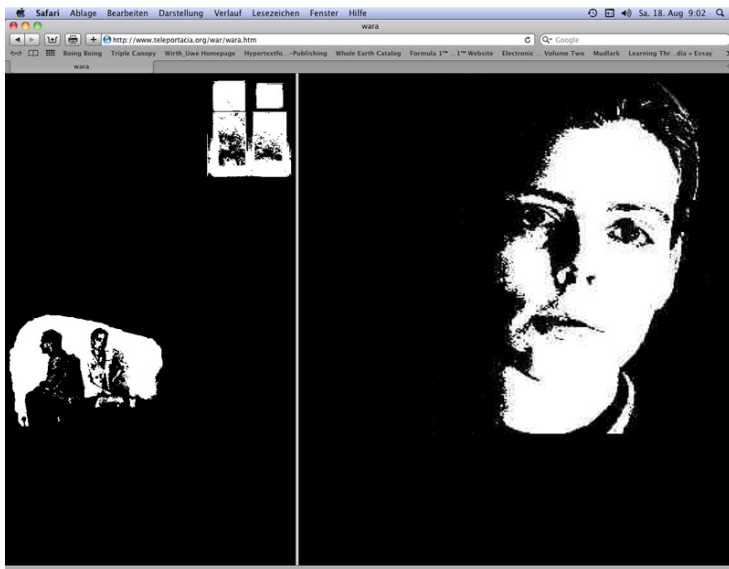 Safari Ablage Bearbeiten Darstellung Verlauf Lesezeichen Fenster Hilfe Sa. 18. Aug 9:02
wara
http://www.teleportacia.org/war/wara.htm Google
Boing Boing Triple Canopy Wirth_Uwe Homepage Hypertextfo...-Publishing Whole Earth Catalog Formula 1™ ...1™ Website Electronic ... Volume Two Mudlark Learning Thr...dia » Essay
wara